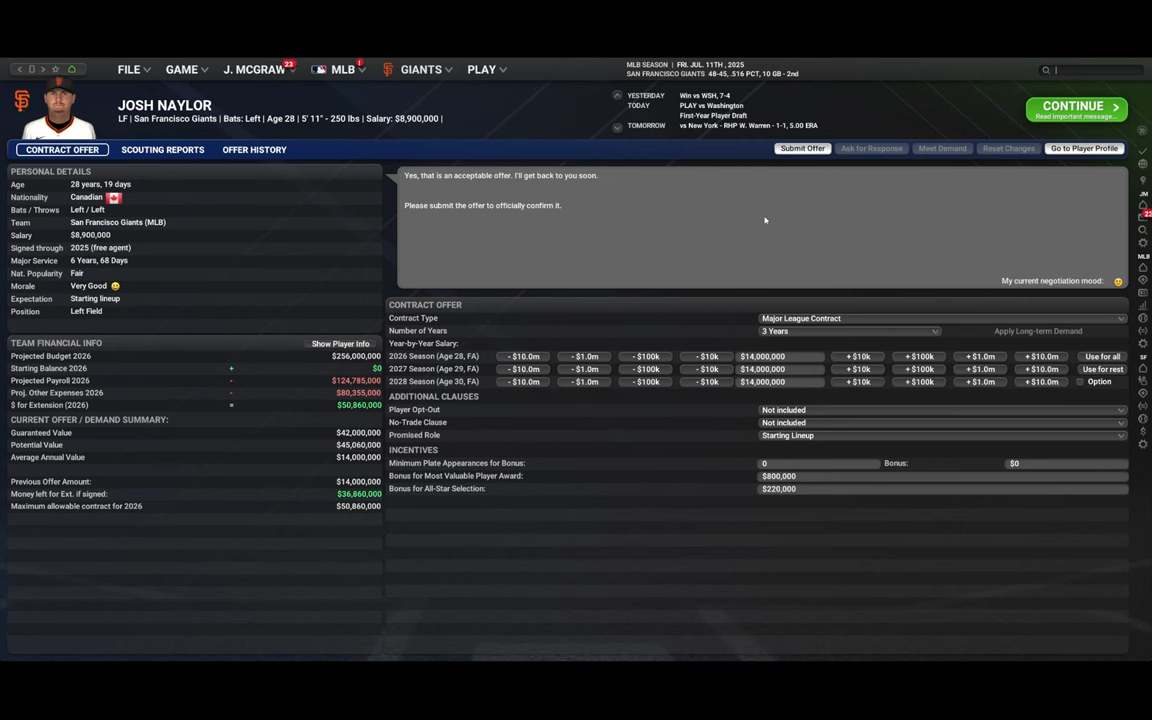 FILE GAME J. MCGRAW 23 MLB ! GIANTS PLAY
MLB SEASON | FRI. JUL. 11TH , 2025
SAN FRANCISCO GIANTS 48-45, .516 PCT, 10 GB - 2nd
JOSH NAYLOR
LF | San Francisco Giants | Bats: Left | Age 28 | 5' 11" - 250 lbs | Salary: $8,900,000 |
YESTERDAY Win vs WSH, 7-4
TODAY PLAY vs Washington
First-Year Player Draft
TOMORROW vs New York - RHP W. Warren - 1-1, 5.00 ERA
CONTINUE >
Read important message...
CONTRACT OFFER SCOUTING REPORTS OFFER HISTORY
Submit Offer Ask for Response Meet Demand Reset Changes Go to Player Profile
PERSONAL DETAILS
Age 28 years, 19 days
Nationality Canadian
Bats / Throws Left / Left
Team San Francisco Giants (MLB)
Salary $8,900,000
Signed through 2025 (free agent)
Major Service 6 Years, 68 Days
Nat. Popularity Fair
Morale Very Good
Expectation Starting lineup
Position Left Field
Yes, that is an acceptable offer. I'll get back to you soon.
Please submit the offer to officially confirm it.
My current negotiation mood:
TEAM FINANCIAL INFO Show Player Info
Projected Budget 2026 $256,000,000
Starting Balance 2026 + $0
Projected Payroll 2026 - $124,785,000
Proj. Other Expenses 2026 - $80,355,000
$ for Extension (2026) = $50,860,000
CURRENT OFFER / DEMAND SUMMARY:
Guaranteed Value $42,000,000
Potential Value $45,060,000
Average Annual Value $14,000,000
Previous Offer Amount: $14,000,000
Money left for Ext. if signed: $36,860,000
Maximum allowable contract for 2026 $50,860,000
CONTRACT OFFER
Contract Type Major League Contract
Number of Years 3 Years Apply Long-term Demand
Year-by-Year Salary:
2026 Season (Age 28, FA) - $10.0m - $1.0m - $100k - $10k $14,000,000 + $10k + $100k + $1.0m + $10.0m Use for all
2027 Season (Age 29, FA) - $10.0m - $1.0m - $100k - $10k $14,000,000 + $10k + $100k + $1.0m + $10.0m Use for rest
2028 Season (Age 30, FA) - $10.0m - $1.0m - $100k - $10k $14,000,000 + $10k + $100k + $1.0m + $10.0m Option
ADDITIONAL CLAUSES
Player Opt-Out Not included
No-Trade Clause Not included
Promised Role Starting Lineup
INCENTIVES
Minimum Plate Appearances for Bonus: 0 Bonus: $0
Bonus for Most Valuable Player Award: $800,000
Bonus for All-Star Selection: $220,000
JM
23
MLB
SF